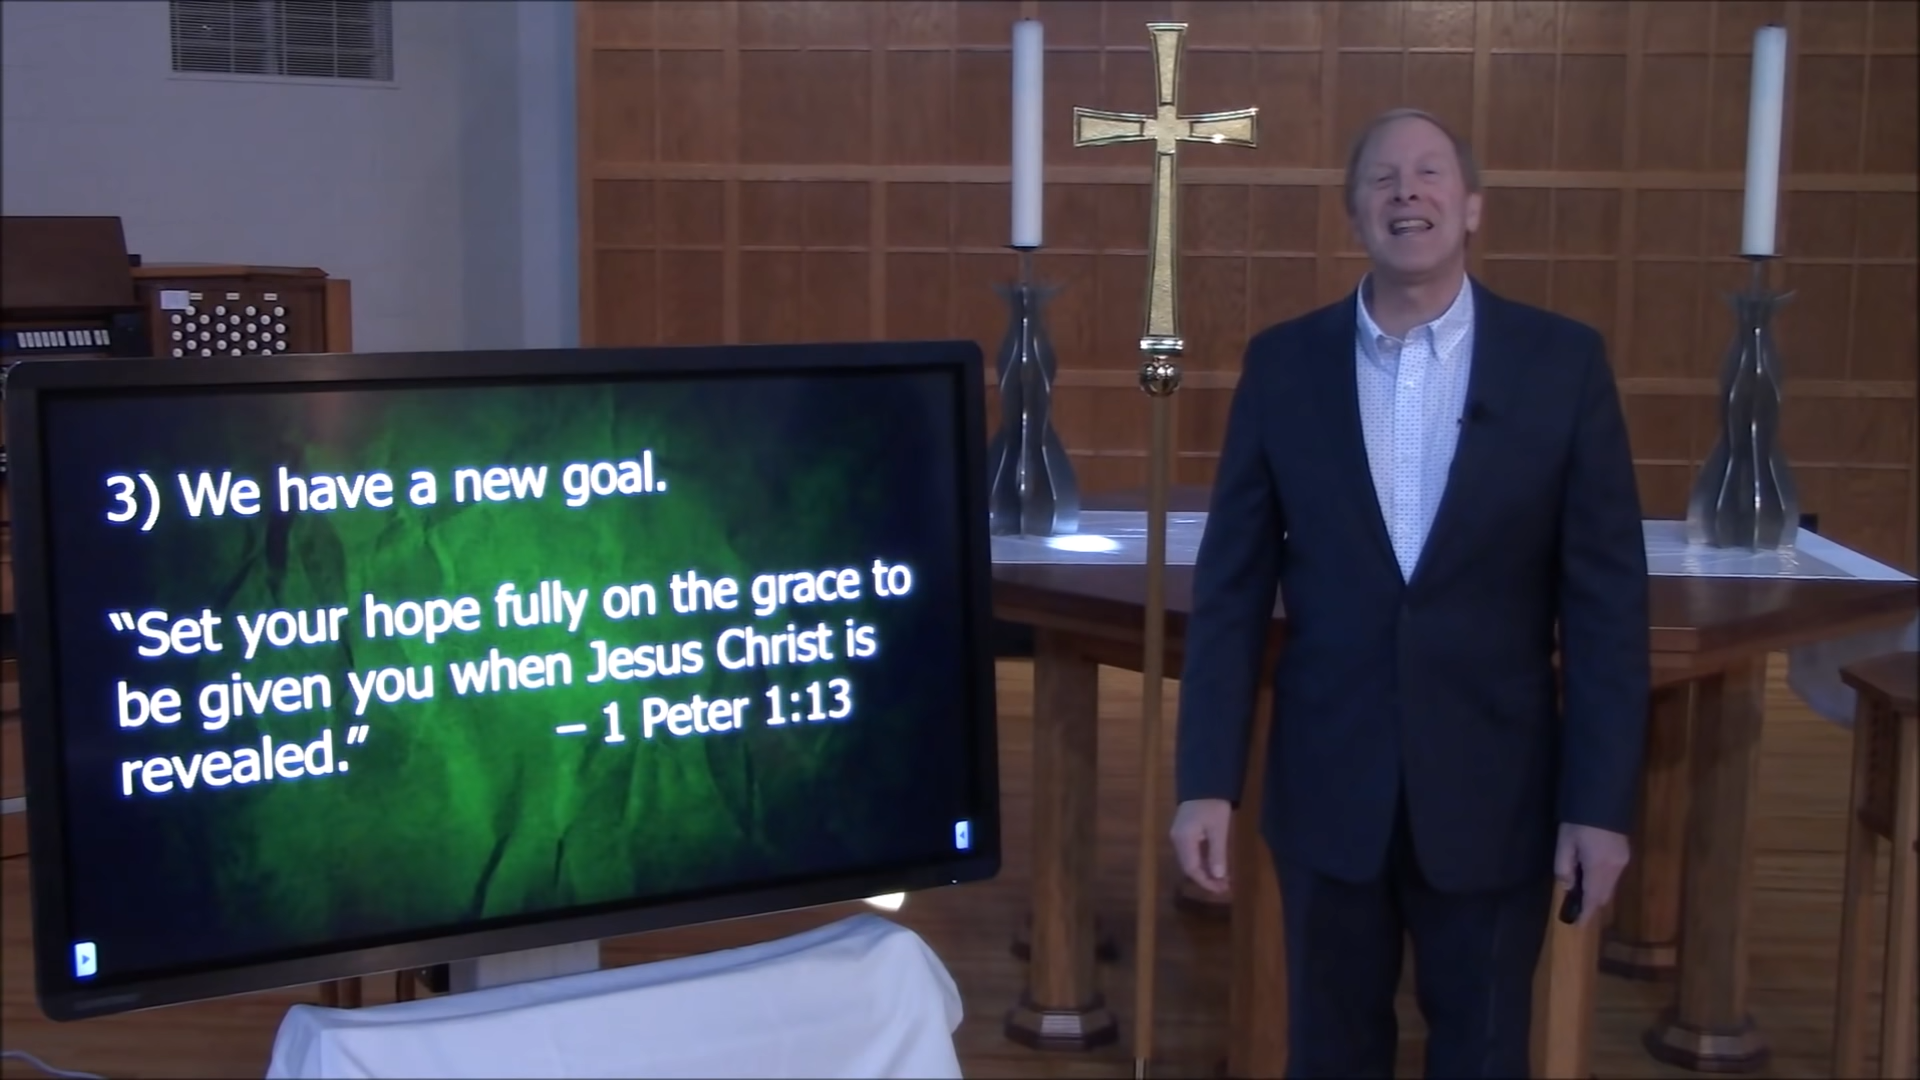 3) We have a new goal.
“Set your hope fully on the grace to
be given you when Jesus Christ is
revealed.” – 1 Peter 1:13